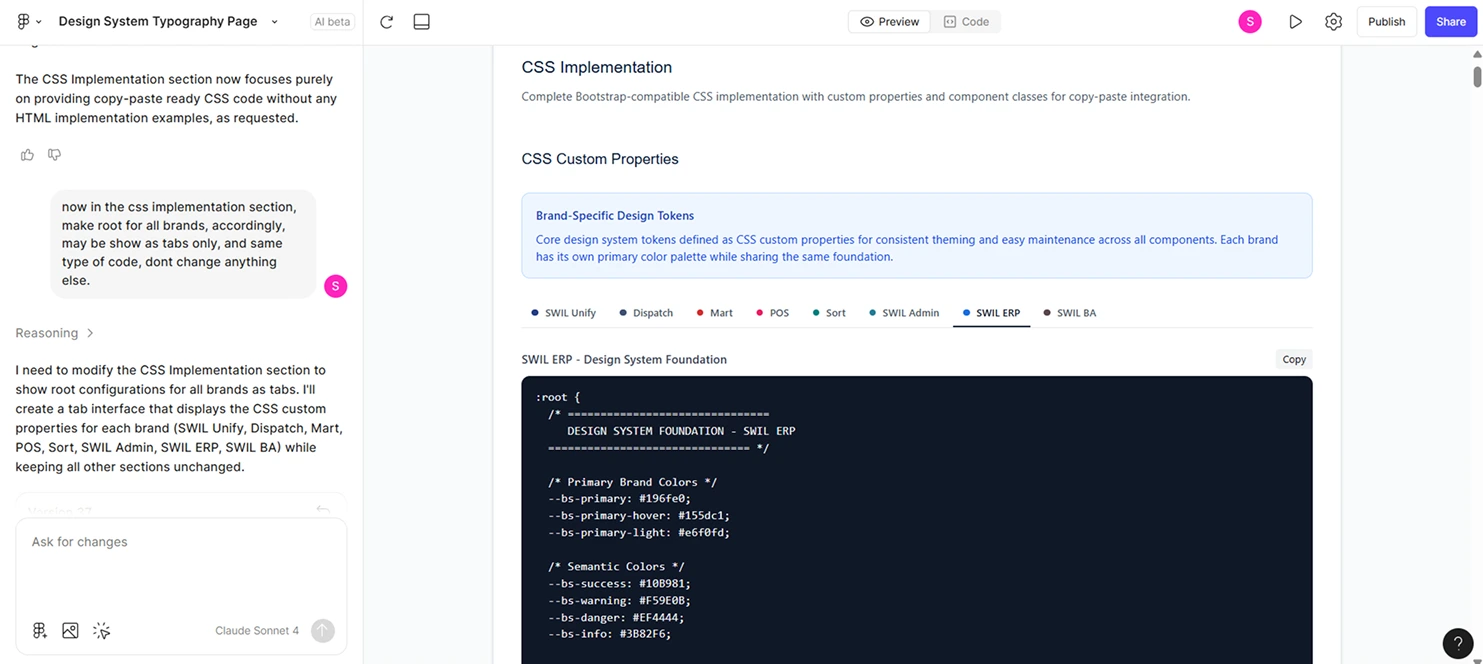 Design System Typography Page
AI beta
Preview
Code
S
Publish
Share
The CSS Implementation section now focuses purely
on providing copy-paste ready CSS code without any
HTML implementation examples, as requested.
now in the css implementation section,
make root for all brands, accordingly,
may be show as tabs only, and same
type of code, dont change anything
else.
S
Reasoning
I need to modify the CSS Implementation section to
show root configurations for all brands as tabs. I'll
create a tab interface that displays the CSS custom
properties for each brand (SWIL Unify, Dispatch, Mart,
POS, Sort, SWIL Admin, SWIL ERP, SWIL BA) while
keeping all other sections unchanged.
Version 27
Ask for changes
Claude Sonnet 4
CSS Implementation
Complete Bootstrap-compatible CSS implementation with custom properties and component classes for copy-paste integration.
CSS Custom Properties
Brand-Specific Design Tokens
Core design system tokens defined as CSS custom properties for consistent theming and easy maintenance across all components. Each brand
has its own primary color palette while sharing the same foundation.
SWIL Unify Dispatch Mart POS Sort SWIL Admin SWIL ERP SWIL BA
SWIL ERP - Design System Foundation
Copy
:root {
/* ===============================
DESIGN SYSTEM FOUNDATION - SWIL ERP
=============================== */
/* Primary Brand Colors */
--bs-primary: #196fe0;
--bs-primary-hover: #155dc1;
--bs-primary-light: #e6f0fd;
/* Semantic Colors */
--bs-success: #10B981;
--bs-warning: #F59E0B;
--bs-danger: #EF4444;
--bs-info: #3B82F6;
?